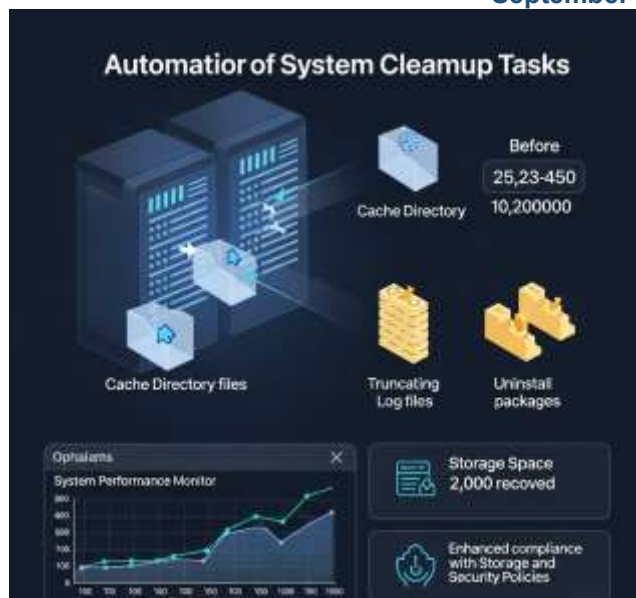 September
Automatior of System Cleamup Tasks
Before
25,23-450
10,200000
Cache Directory
Cache Directory files
Truncating
Log files
Uninstall
packages
Ophalams
System Performance Monitor
Storage Space
2,000 recoved
Enhanced compliance
with Storage and
Security Policies